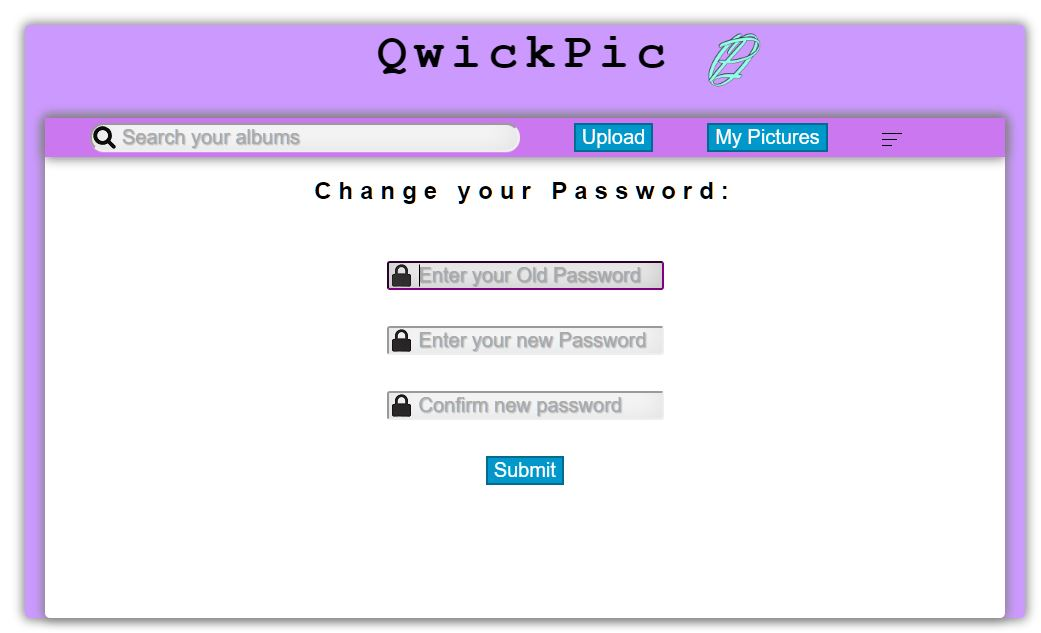 QwickPic
Search your albums
Upload
My Pictures
Change your Password:
Enter your Old Password
Enter your new Password
Confirm new password
Submit